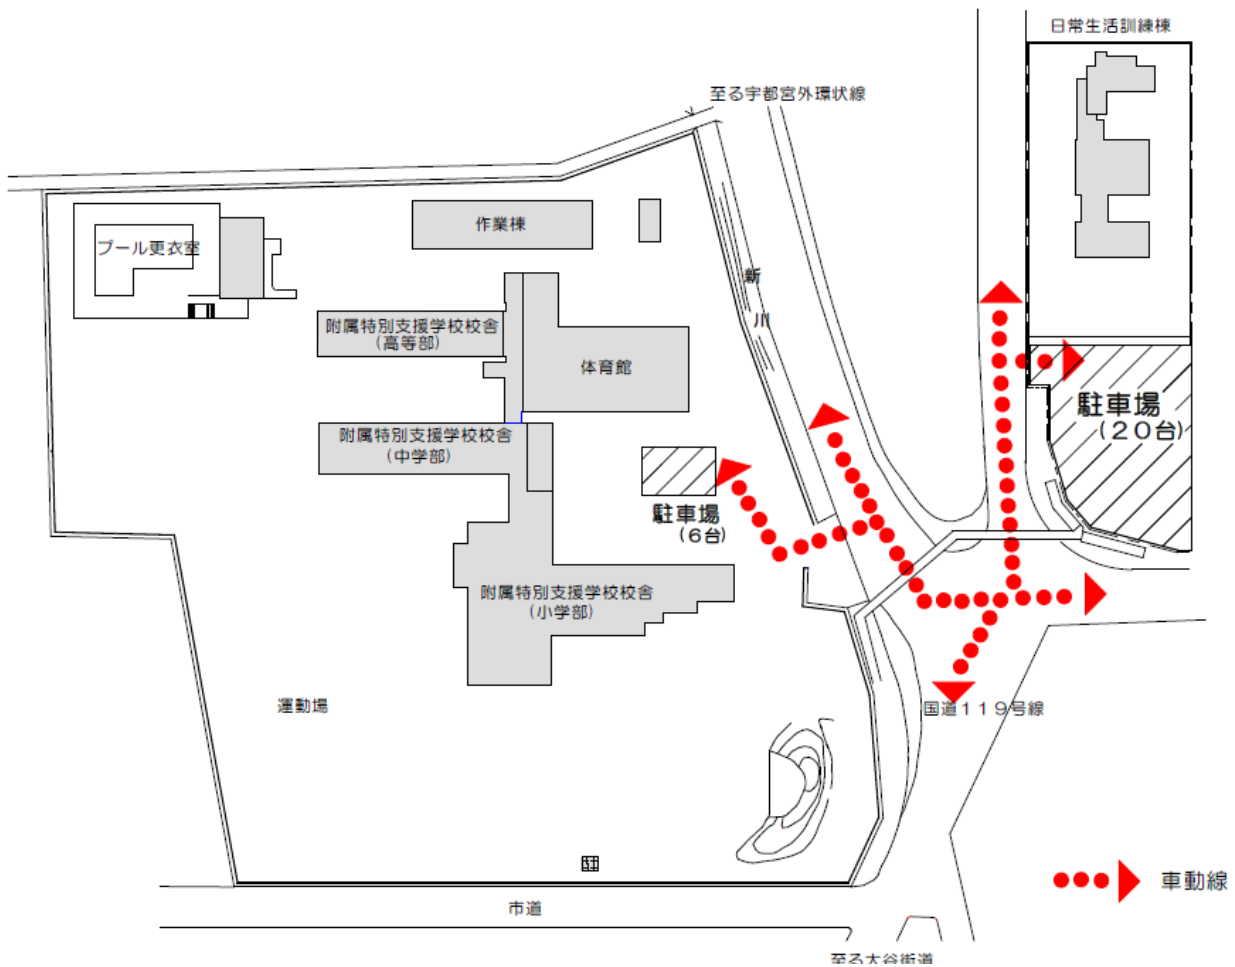 日常生活訓練棟
至る宇都宮外環状線
作業棟
プール更衣室
新
川
附属特別支援学校校舎
(高等部)
体育館
駐車場
(20台)
附属特別支援学校校舎
(中学部)
駐車場
(6台)
附属特別支援学校校舎
(小学部)
運動場
国道119号線
車動線
市道
至る大谷街道